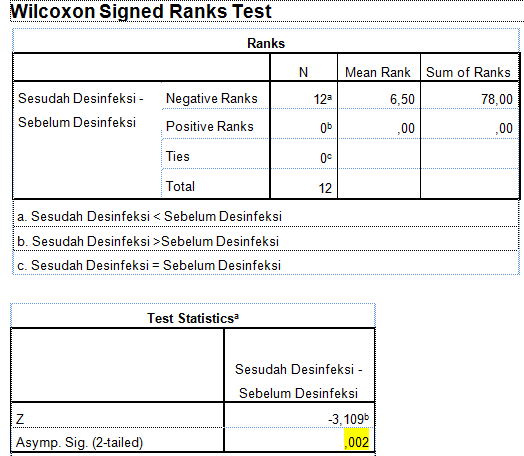 Wilcoxon Signed Ranks Test
Ranks
N Mean Rank Sum of Ranks
Sesudah Desinfeksi - Negative Ranks 12a 6,50 78,00
Sebelum Desinfeksi Positive Ranks 0b ,00 ,00
Ties 0c
Total 12
a. Sesudah Desinfeksi < Sebelum Desinfeksi
b. Sesudah Desinfeksi >Sebelum Desinfeksi
c. Sesudah Desinfeksi = Sebelum Desinfeksi
Test Statisticsa
Sesudah Desinfeksi -
Sebelum Desinfeksi
Z -3,109b
Asymp. Sig. (2-tailed) ,002